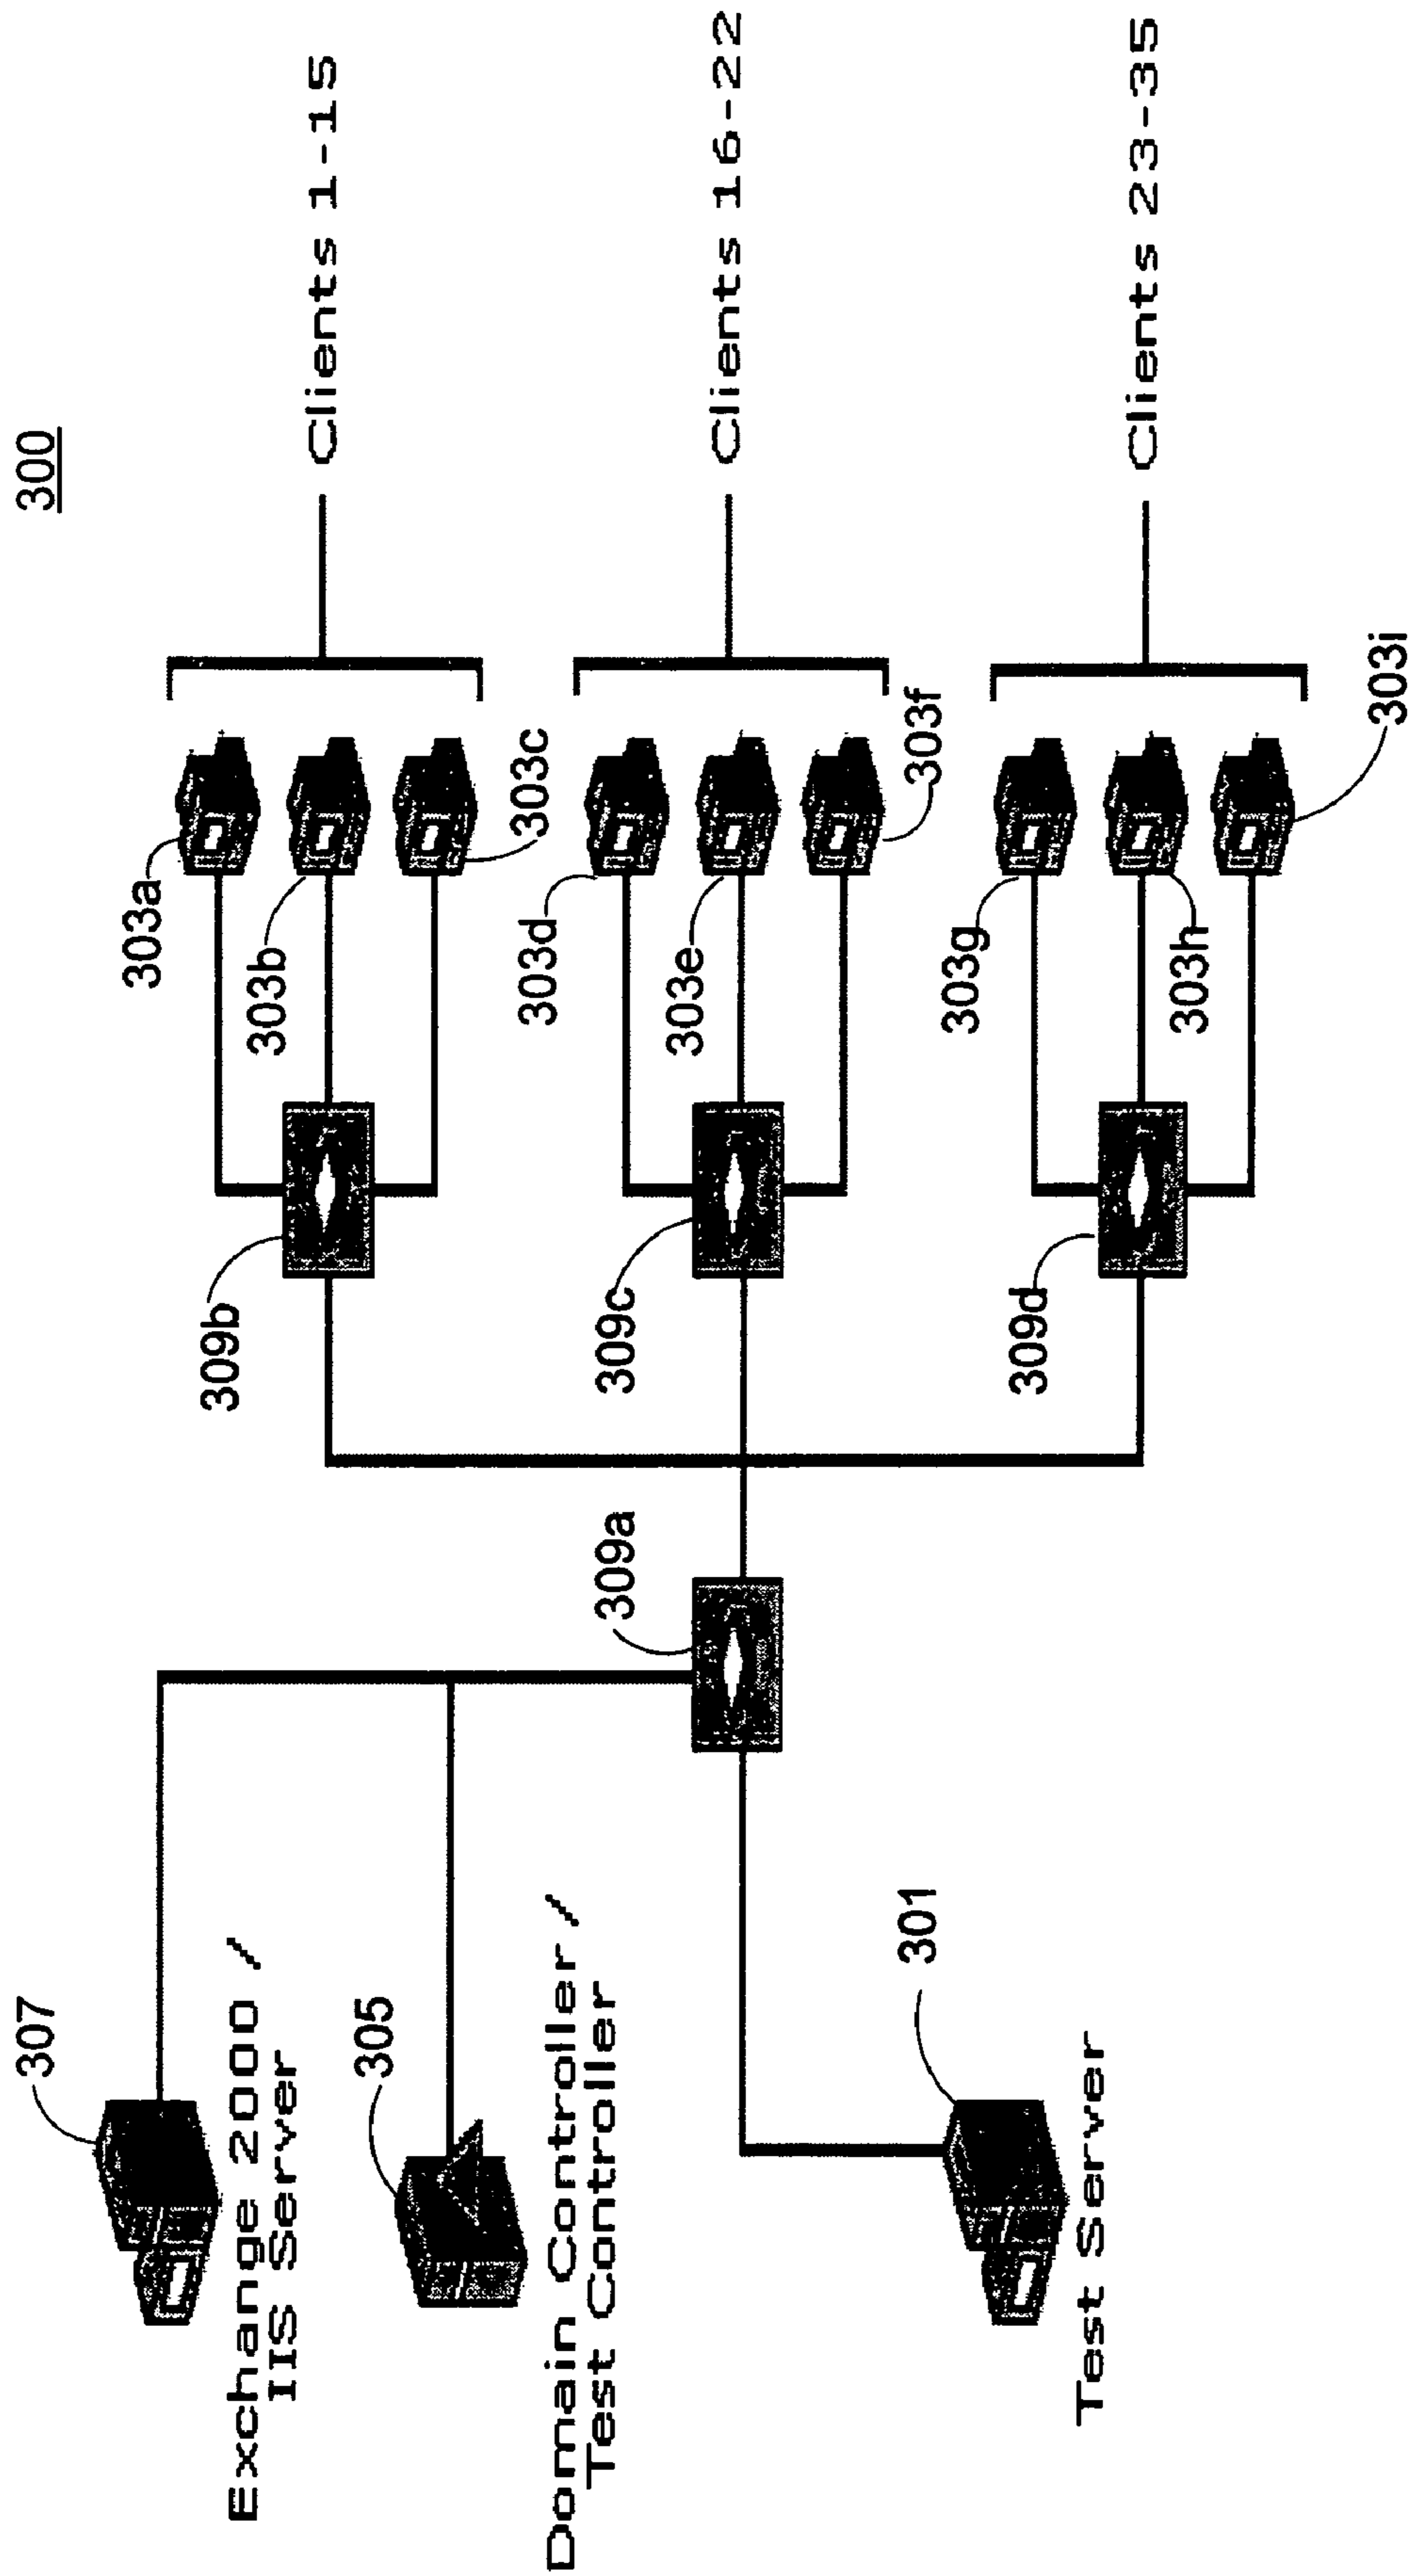 300
307
Exchange 2000 /
IIS Server
305
Domain Controller /
Test Controller
301
Test Server
309a
309b
309c
309d
303a
303b
303c
303d
303e
303f
303g
303h
303i
Clients 1-15
Clients 16-22
Clients 23-35